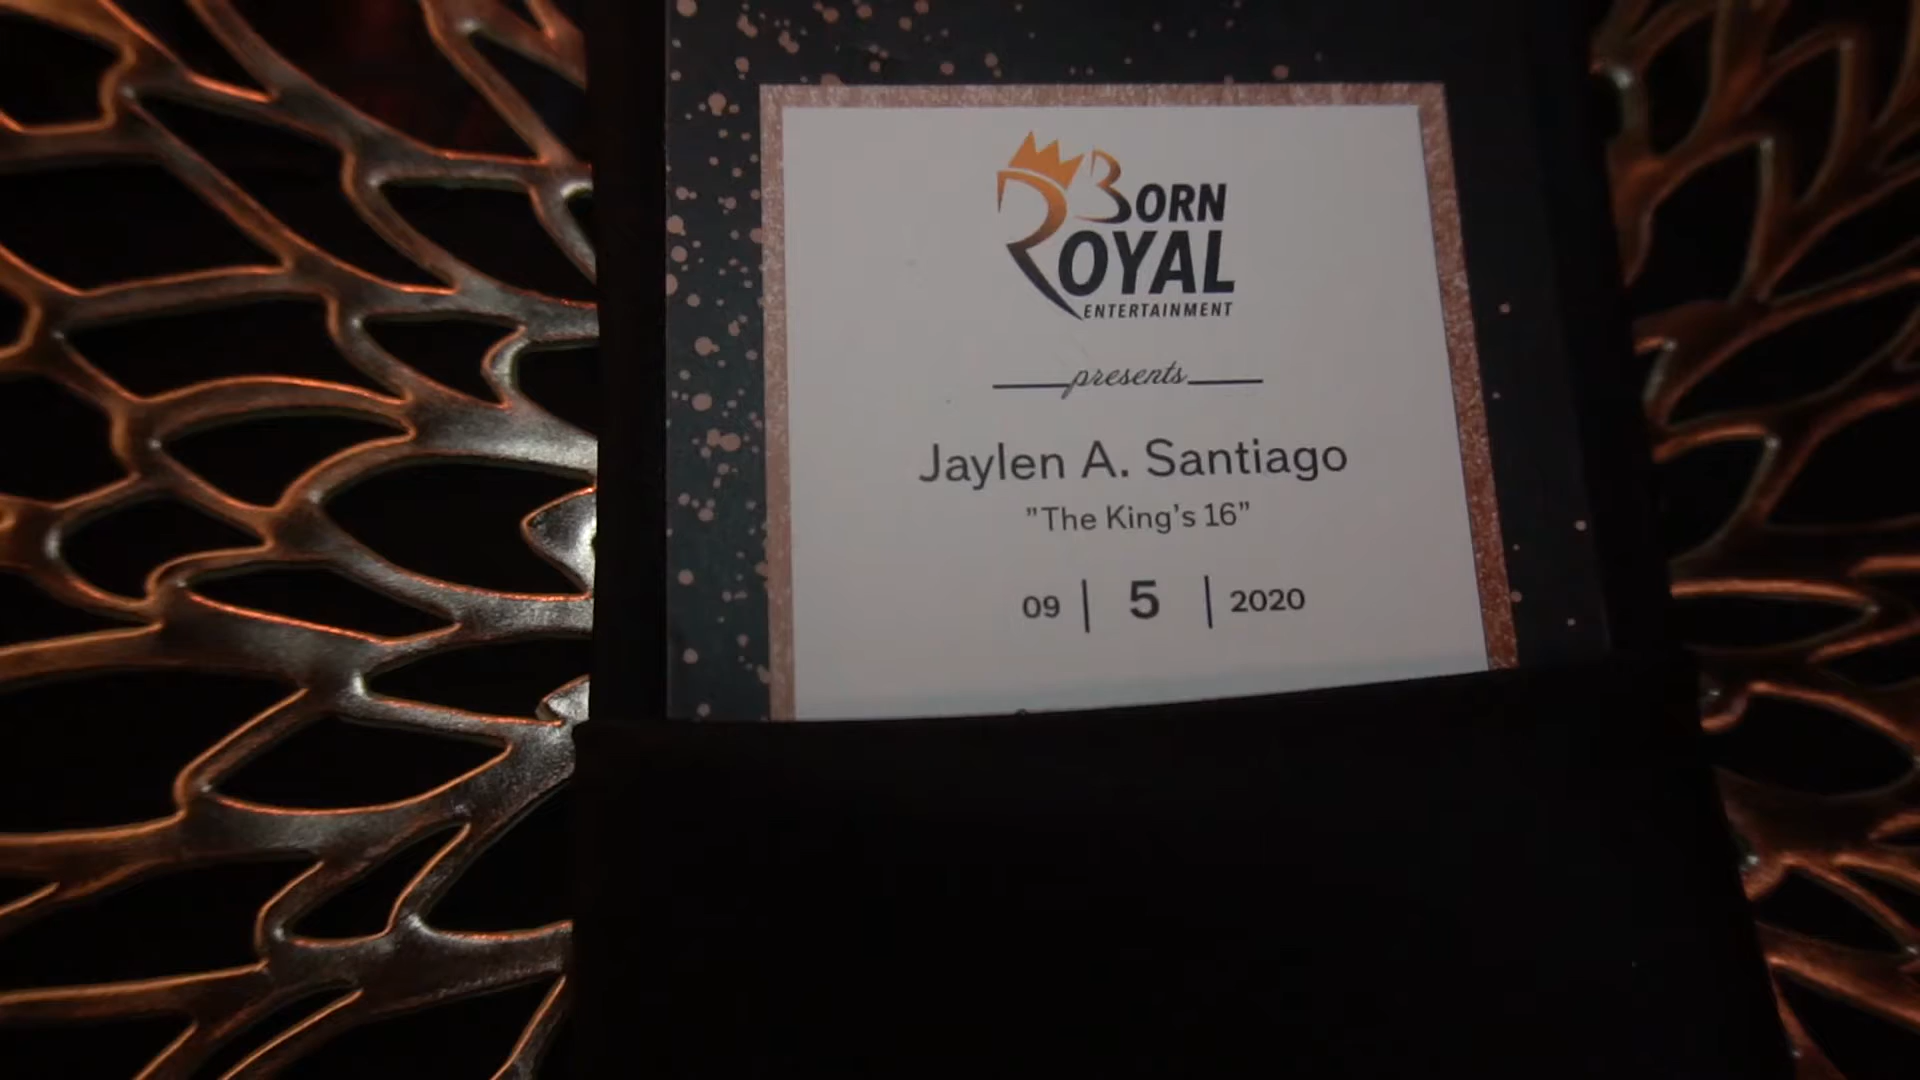 BORN
ROYAL
ENTERTAINMENT
presents
Jaylen A. Santiago
"The King's 16"
09 | 5 | 2020